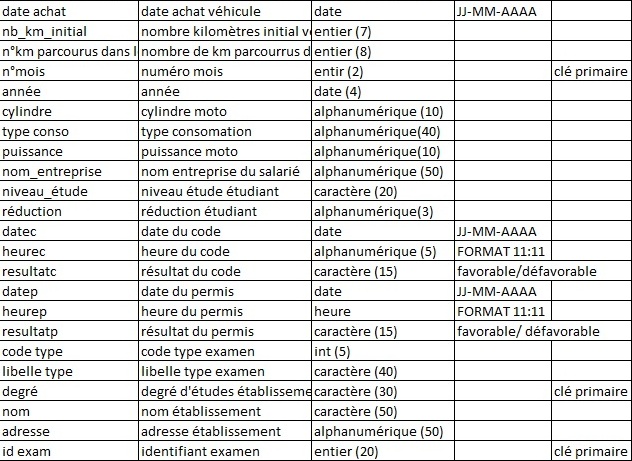 date achat date achat véhicule date JJ-MM-AAAA
nb_km_initial nombre kilomètres initial v entier (7)
n°km parcourus dans l nombre de km parcourrus d entier (8)
n°mois numéro mois entir (2) clé primaire
année année date (4)
cylindre cylindre moto alphanumérique (10)
type conso type consomation alphanumérique(40)
puissance puissance moto alphanumérique(10)
nom_entreprise nom entreprise du salarié alphanumérique (50)
niveau_étude niveau étude étudiant caractère (20)
réduction réduction étudiant alphanumérique(3)
datec date du code date JJ-MM-AAAA
heurec heure du code alphanumérique (5) FORMAT 11:11
resultatc résultat du code caractère (15) favorable/défavorable
datep date du permis date JJ-MM-AAAA
heurep heure du permis heure FORMAT 11:11
resultatp résultat du permis caractère (15) favorable/ défavorable
code type code type examen int (5)
libelle type libelle type examen caractère (40)
degré degré d'études établisseme caractère (30) clé primaire
nom nom établissement caractère (50)
adresse adresse établissement alphanumérique (50)
id exam identifiant examen entier (20) clé primaire